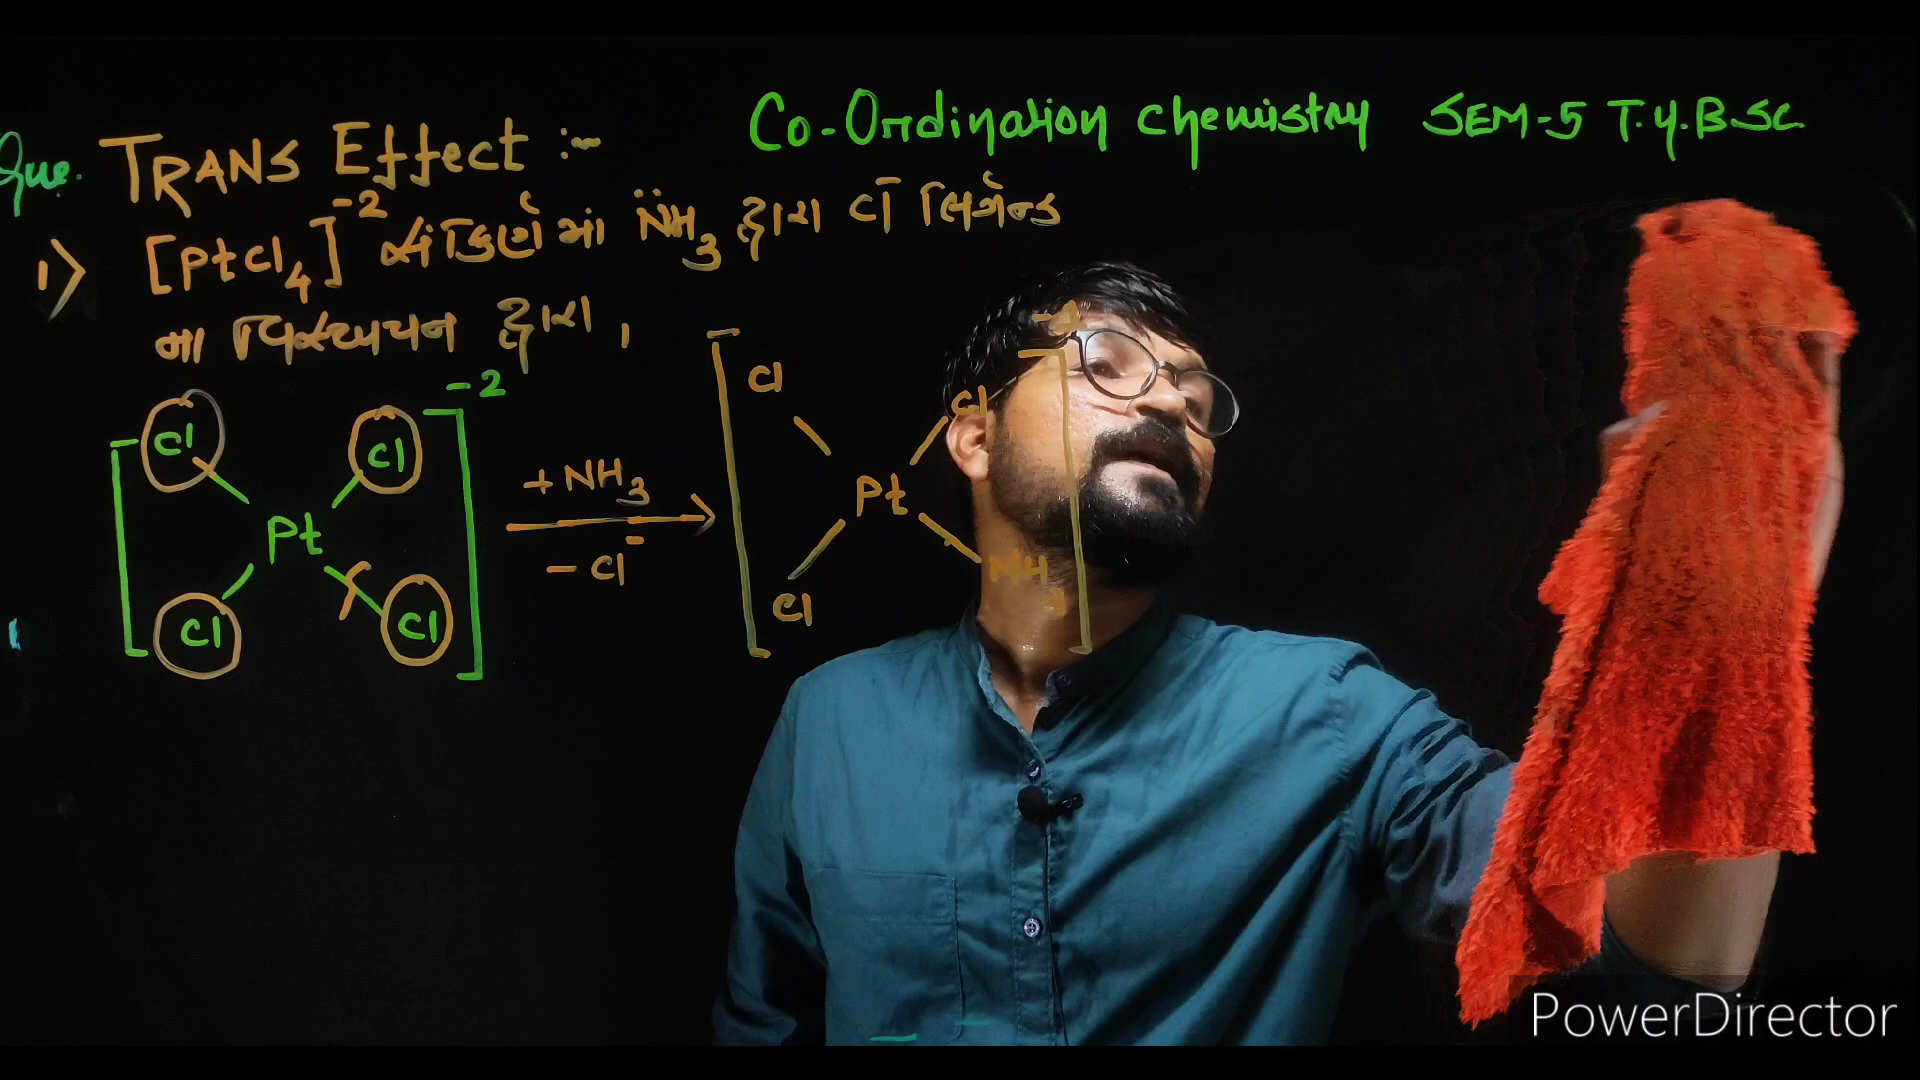 Co-Ordination chemistry SEM-5 T.Y.B.Sc.
Que. TRANS Effect :-
1) [PtCl4]-2 સંકિર્ણ માં NH3 દ્વારા Cl- લિગેન્ડ
ના વિસ્થાપન દ્વારા,
-2
Cl Cl
Pt
Cl Cl
+NH3
- Cl-
-1
Cl Cl
Pt
Cl NH3
PowerDirector